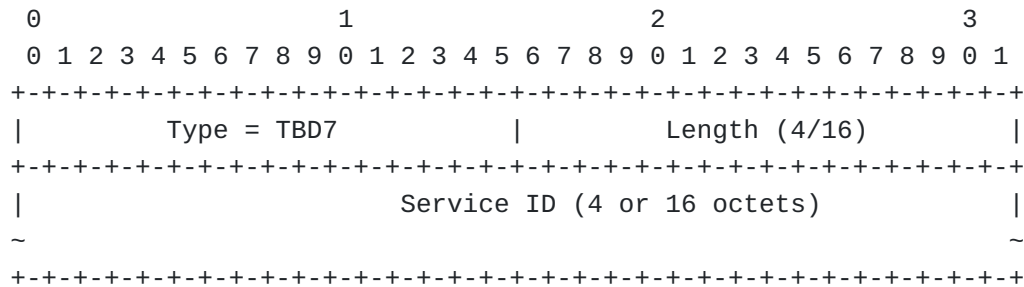 0                   1                   2                   3
 0 1 2 3 4 5 6 7 8 9 0 1 2 3 4 5 6 7 8 9 0 1 2 3 4 5 6 7 8 9 0 1
+-+-+-+-+-+-+-+-+-+-+-+-+-+-+-+-+-+-+-+-+-+-+-+-+-+-+-+-+-+-+-+-+
|         Type = TBD7           |         Length (4/16)         |
+-+-+-+-+-+-+-+-+-+-+-+-+-+-+-+-+-+-+-+-+-+-+-+-+-+-+-+-+-+-+-+-+
|                        Service ID (4 or 16 octets)            |
~                                                               ~
+-+-+-+-+-+-+-+-+-+-+-+-+-+-+-+-+-+-+-+-+-+-+-+-+-+-+-+-+-+-+-+-+